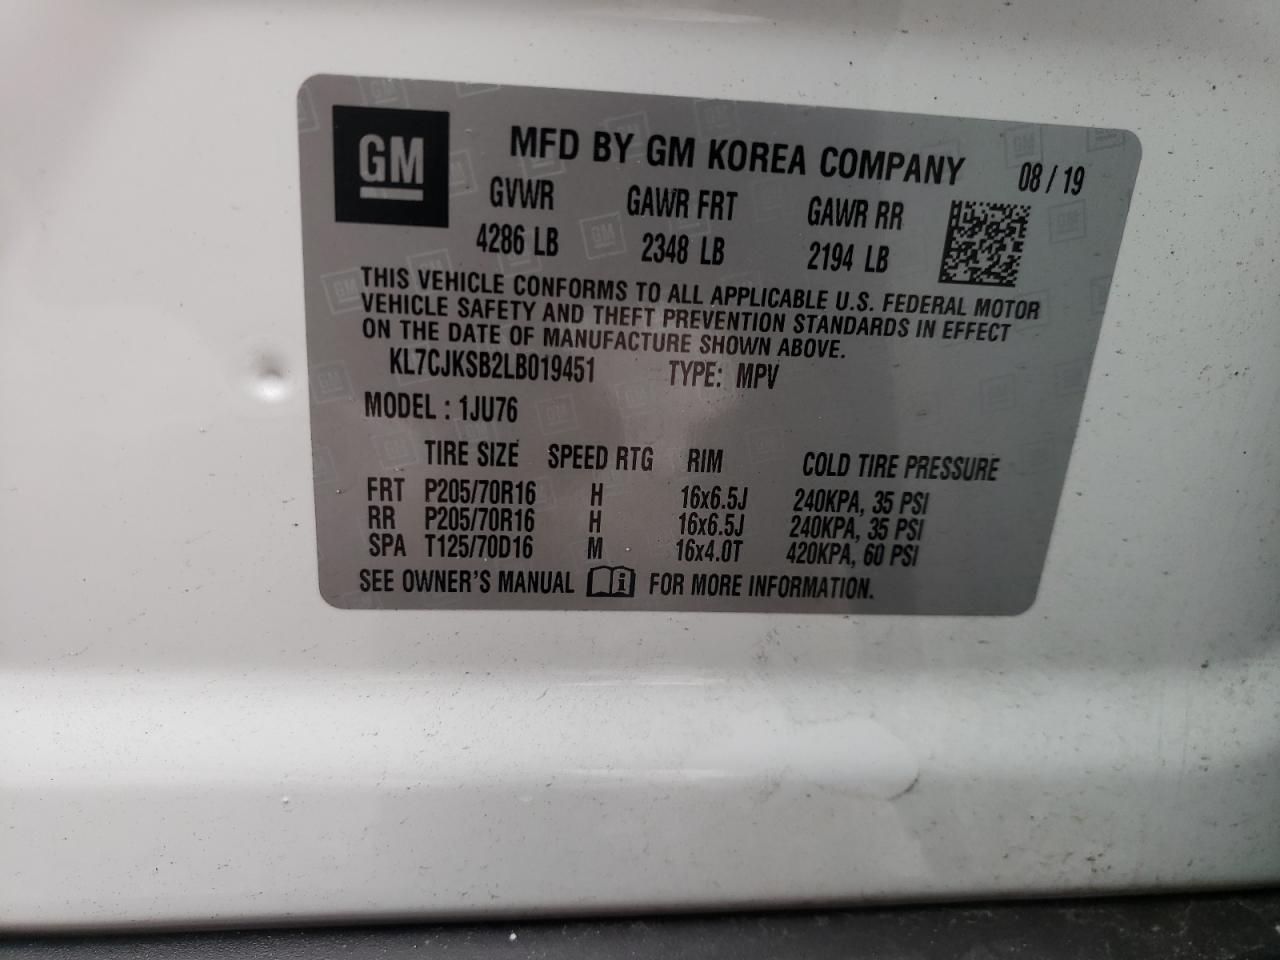 GM
MFD BY GM KOREA COMPANY 08 / 19
GVWR GAWR FRT GAWR RR
4286 LB 2348 LB 2194 LB
THIS VEHICLE CONFORMS TO ALL APPLICABLE U.S. FEDERAL MOTOR
VEHICLE SAFETY AND THEFT PREVENTION STANDARDS IN EFFECT
ON THE DATE OF MANUFACTURE SHOWN ABOVE.
KL7CJKSB2LB019451 TYPE: MPV
MODEL : 1JU76
TIRE SIZE SPEED RTG RIM COLD TIRE PRESSURE
FRT P205/70R16 H 16x6.5J 240KPA, 35 PSI
RR P205/70R16 H 16x6.5J 240KPA, 35 PSI
SPA T125/70D16 M 16x4.0T 420KPA, 60 PSI
SEE OWNER'S MANUAL i FOR MORE INFORMATION.